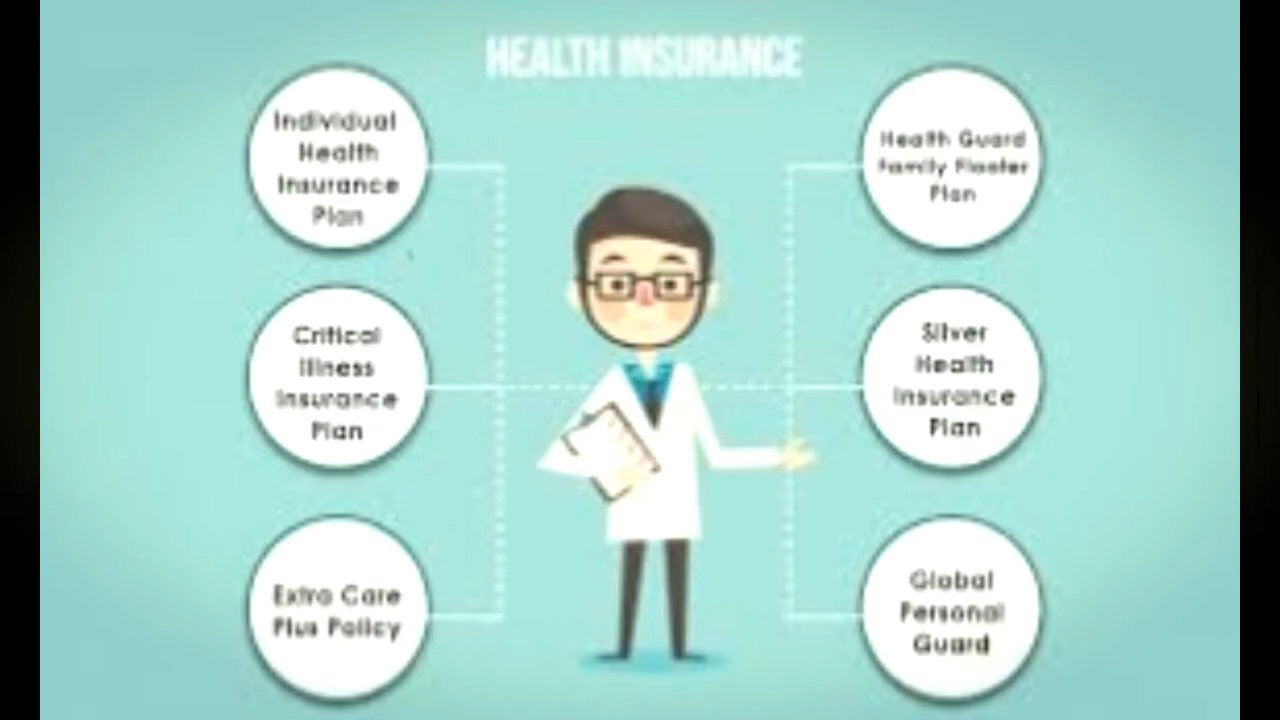 HEALTH INSURANCE
Individual
Health
Insurance
Plan
Critical
Illness
Insurance
Plan
Extra Care
Plus Policy
Health Guard
Family Floater
Plan
Silver
Health
Insurance
Plan
Global
Personal
Guard